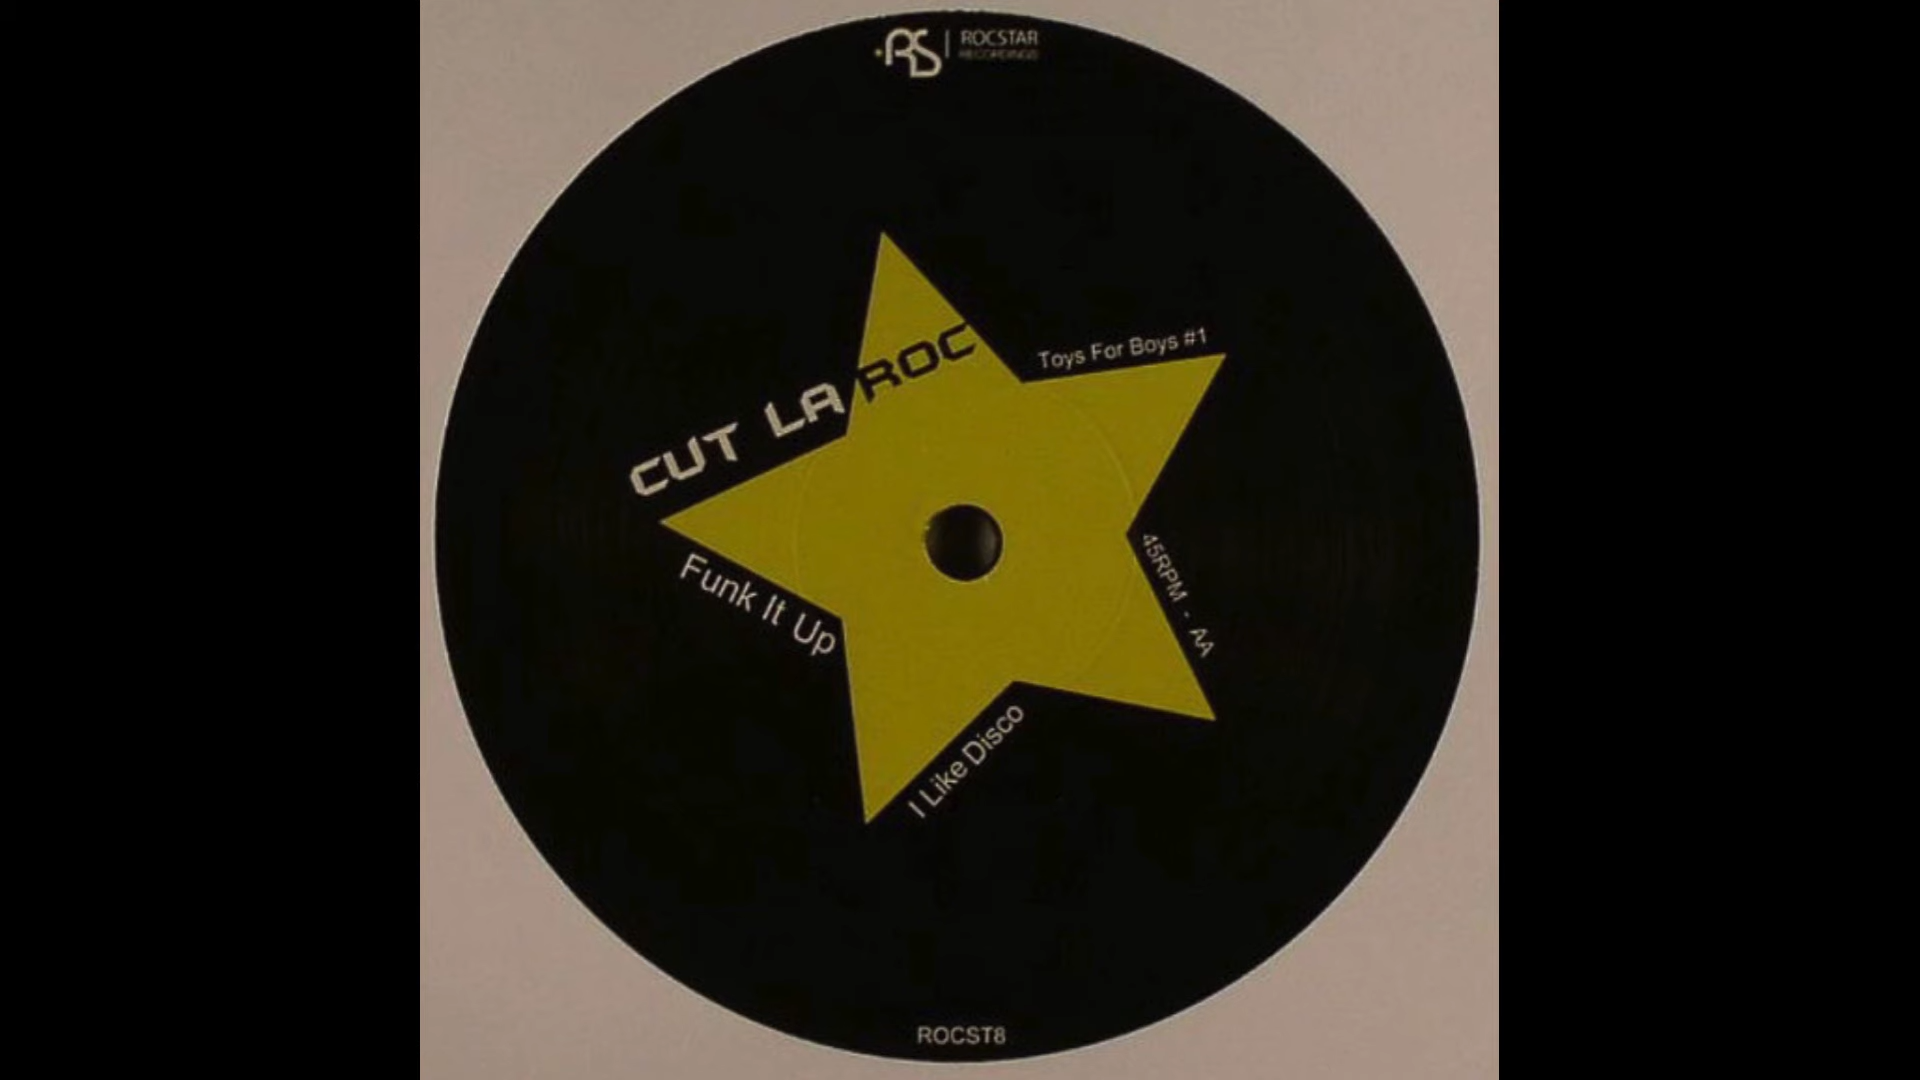 RS
ROCSTAR
RECORDINGS
CUT LA ROC
Toys For Boys #1
45RPM - AA
Funk It Up
I Like Disco
ROCST8